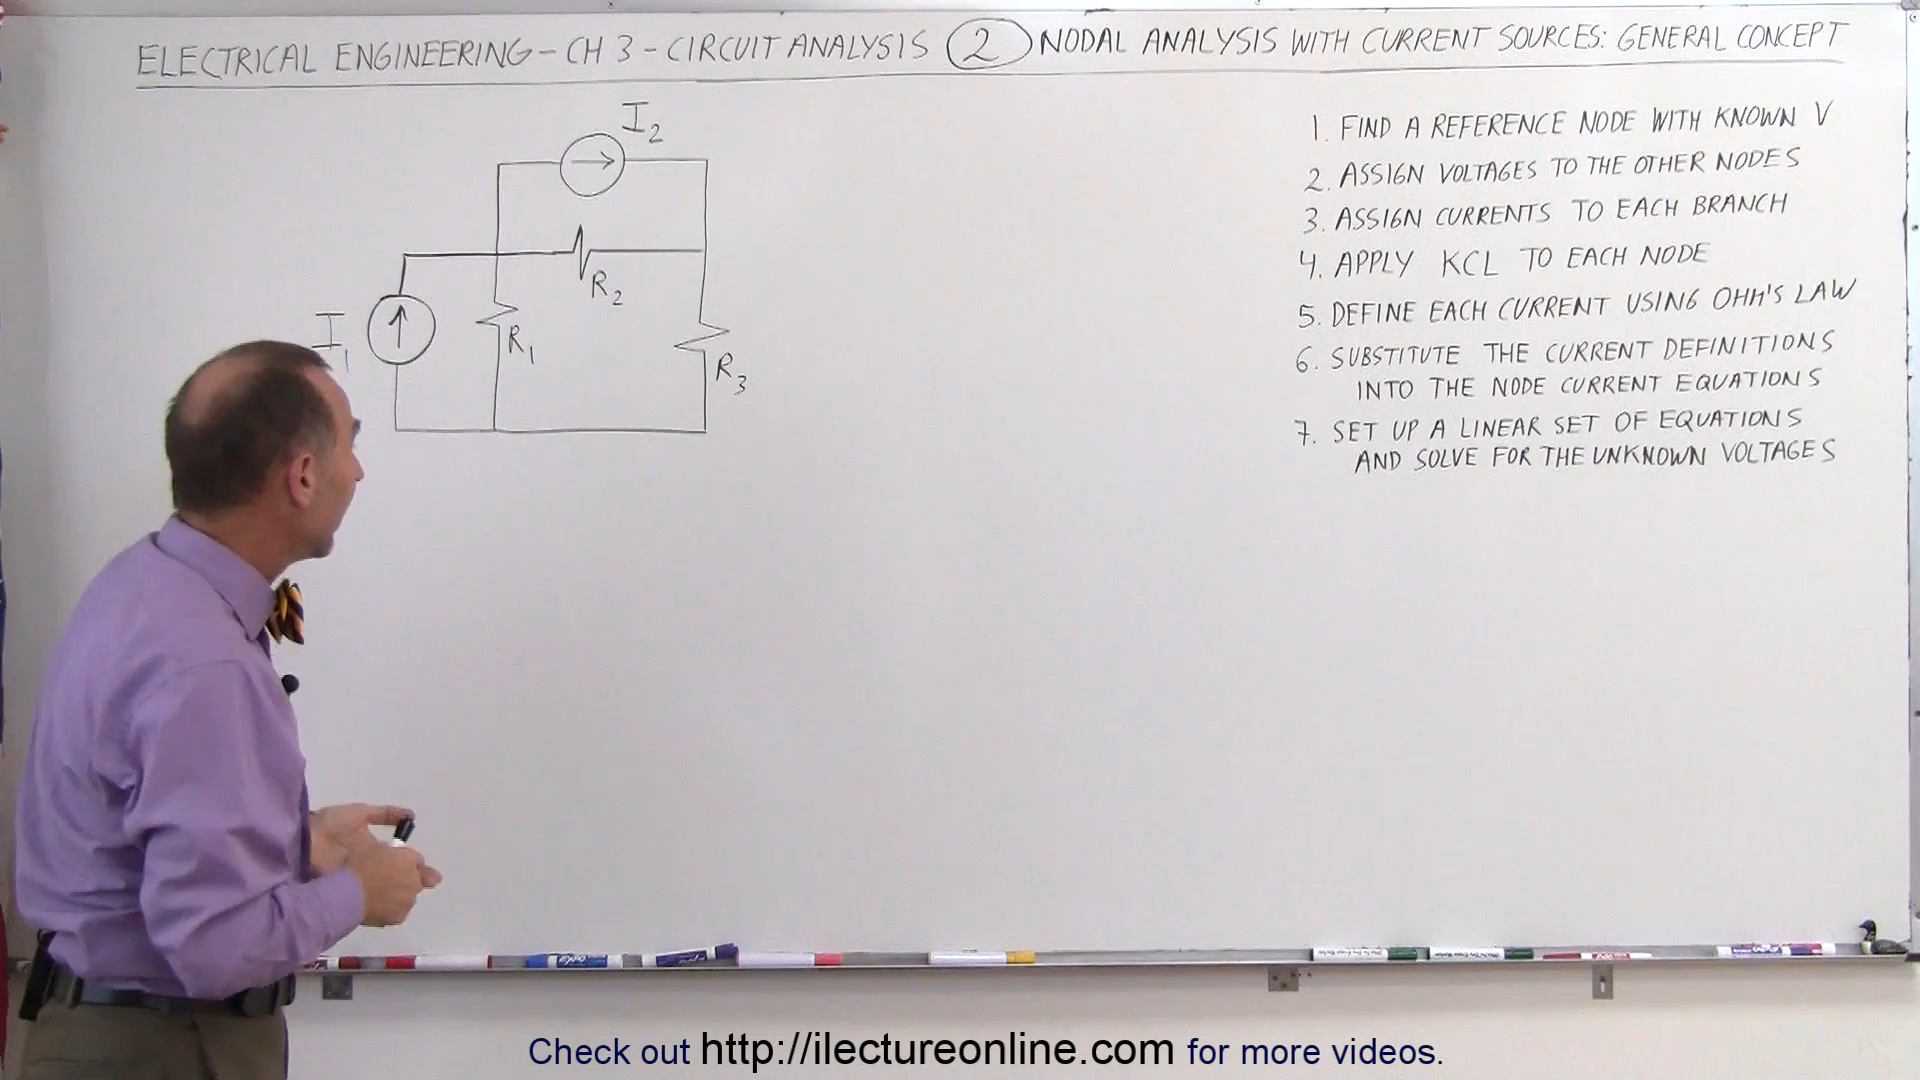 ELECTRICAL ENGINEERING - CH 3 - CIRCUIT ANALYSIS 2 NODAL ANALYSIS WITH CURRENT SOURCES: GENERAL CONCEPT
I2
R2
I1
R1
R3
1. FIND A REFERENCE NODE WITH KNOWN V
2. ASSIGN VOLTAGES TO THE OTHER NODES
3. ASSIGN CURRENTS TO EACH BRANCH
4. APPLY KCL TO EACH NODE
5. DEFINE EACH CURRENT USING OHM'S LAW
6. SUBSTITUTE THE CURRENT DEFINITIONS
INTO THE NODE CURRENT EQUATIONS
7. SET UP A LINEAR SET OF EQUATIONS
AND SOLVE FOR THE UNKNOWN VOLTAGES
Check out http://ilectureonline.com for more videos.